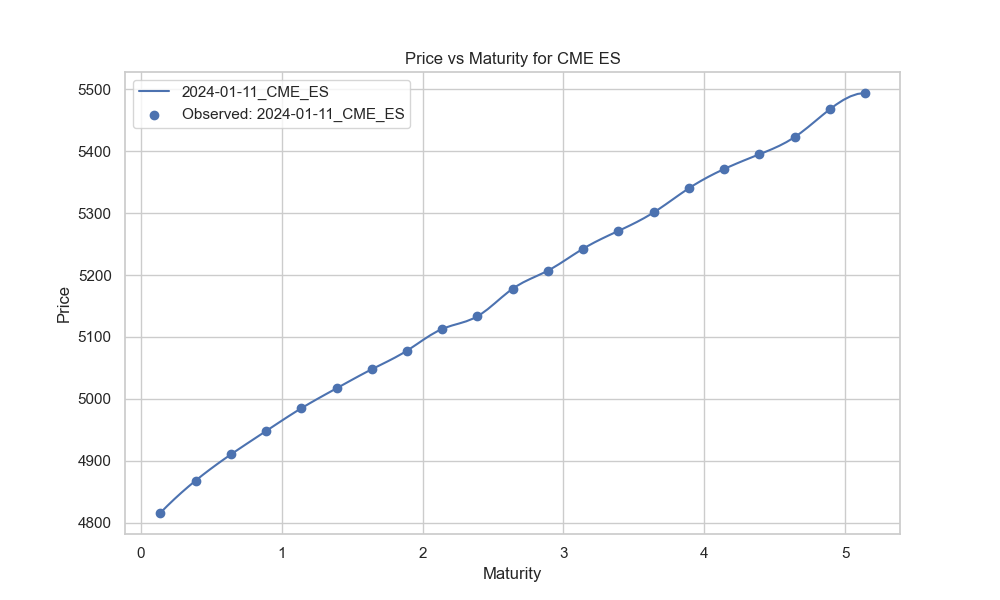 Price vs Maturity for CME ES
2024-01-11_CME_ES
Observed: 2024-01-11_CME_ES
5500
5400
5300
5200
5100
5000
4900
4800
Price
0 1 2 3 4 5
Maturity